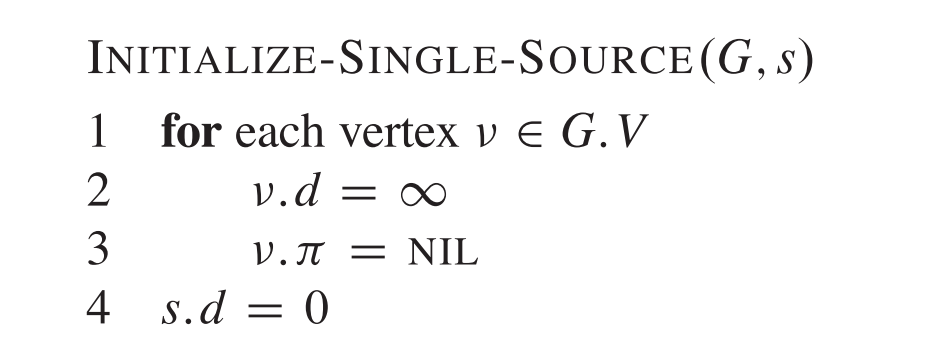 INITIALIZE-SINGLE-SOURCE(G, s)
1 for each vertex v ∈ G.V
2 v.d = ∞
3 v.π = NIL
4 s.d = 0